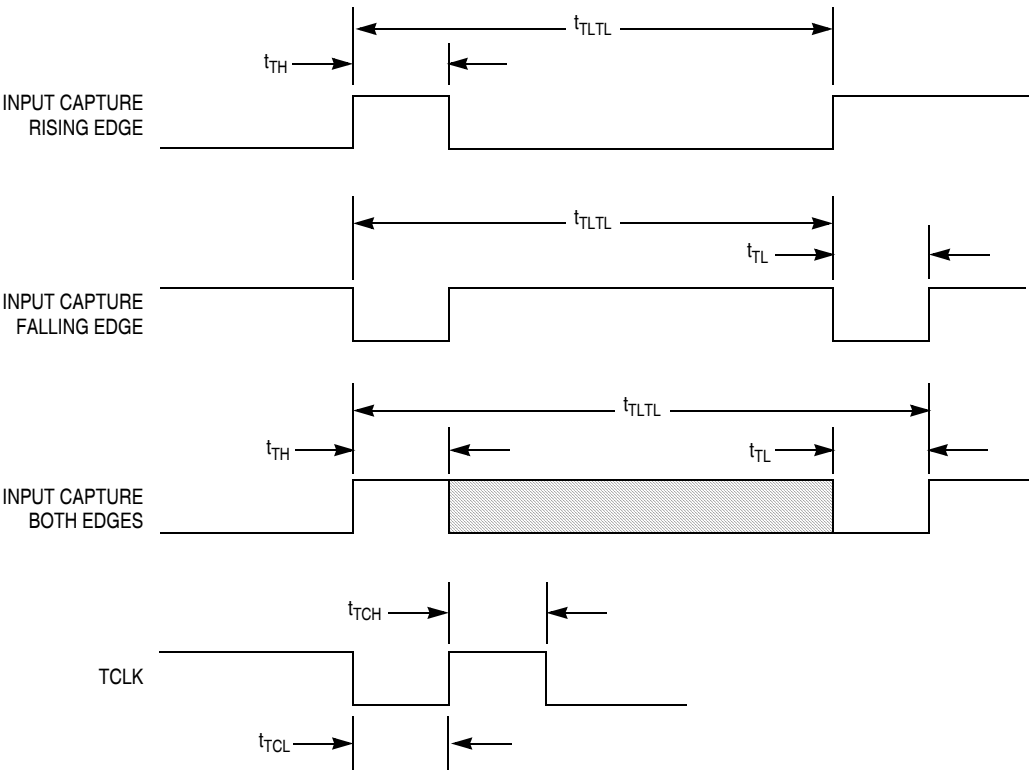 tTLTL
tTH
INPUT CAPTURE
RISING EDGE
tTLTL
tTL
INPUT CAPTURE
FALLING EDGE
tTLTL
tTH
tTL
INPUT CAPTURE
BOTH EDGES
tTCH
TCLK
tTCL